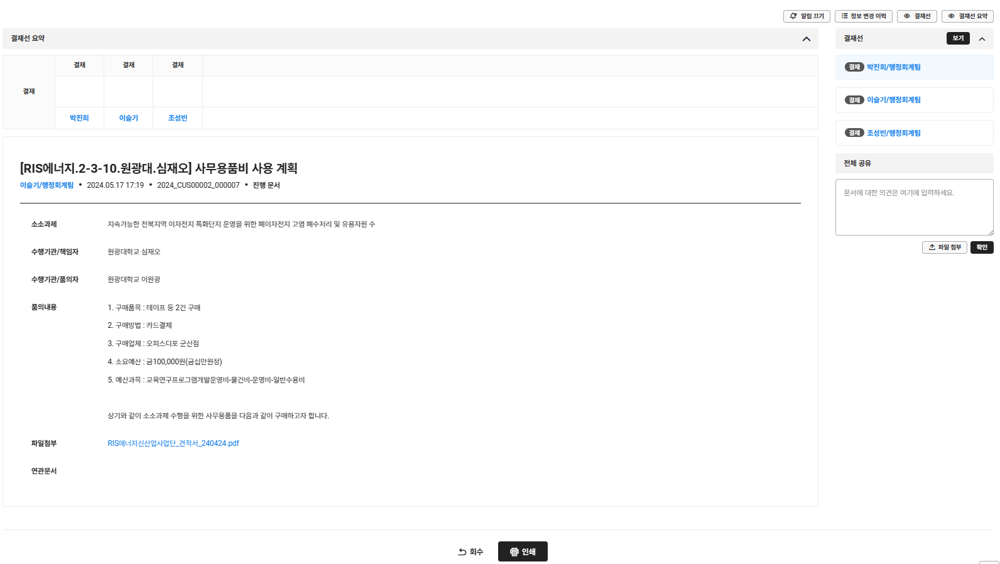 알림 끄기
정보 변경 이력
결재선
결재선 요약
결재선 요약
결재 결재 결재
결재
박진희 이슬기 조성빈
[RIS에너지.2-3-10.원광대.심재오] 사무용품비 사용 계획
이슬기/행정회계팀 • 2024.05.17 17:19 • 2024_CUS00002_000007 • 진행 문서
소소과제 지속가능한 전북지역 이차전지 특화단지 운영을 위한 폐이차전지 고염 폐수처리 및 유용자원 수
수행기관/책임자 원광대학교 심재오
수행기관/품의자 원광대학교 이원광
품의내용 1. 구매품목 : 테이프 등 2건 구매
2. 구매방법 : 카드결제
3. 구매업체 : 오피스디포 군산점
4. 소요예산 : 금100,000원(금십만원정)
5. 예산과목 : 교육연구프로그램개발운영비-물건비-운영비-일반수용비
상기와 같이 소소과제 수행을 위한 사무용품을 다음과 같이 구매하고자 합니다.
파일첨부 RIS에너지신산업사업단_견적서_240424.pdf
연관문서
결재선 보기
결재 박진희/행정회계팀
결재 이슬기/행정회계팀
결재 조성빈/행정회계팀
전체 공유
문서에 대한 의견은 여기에 입력하세요.
파일 첨부 확인
회수 인쇄